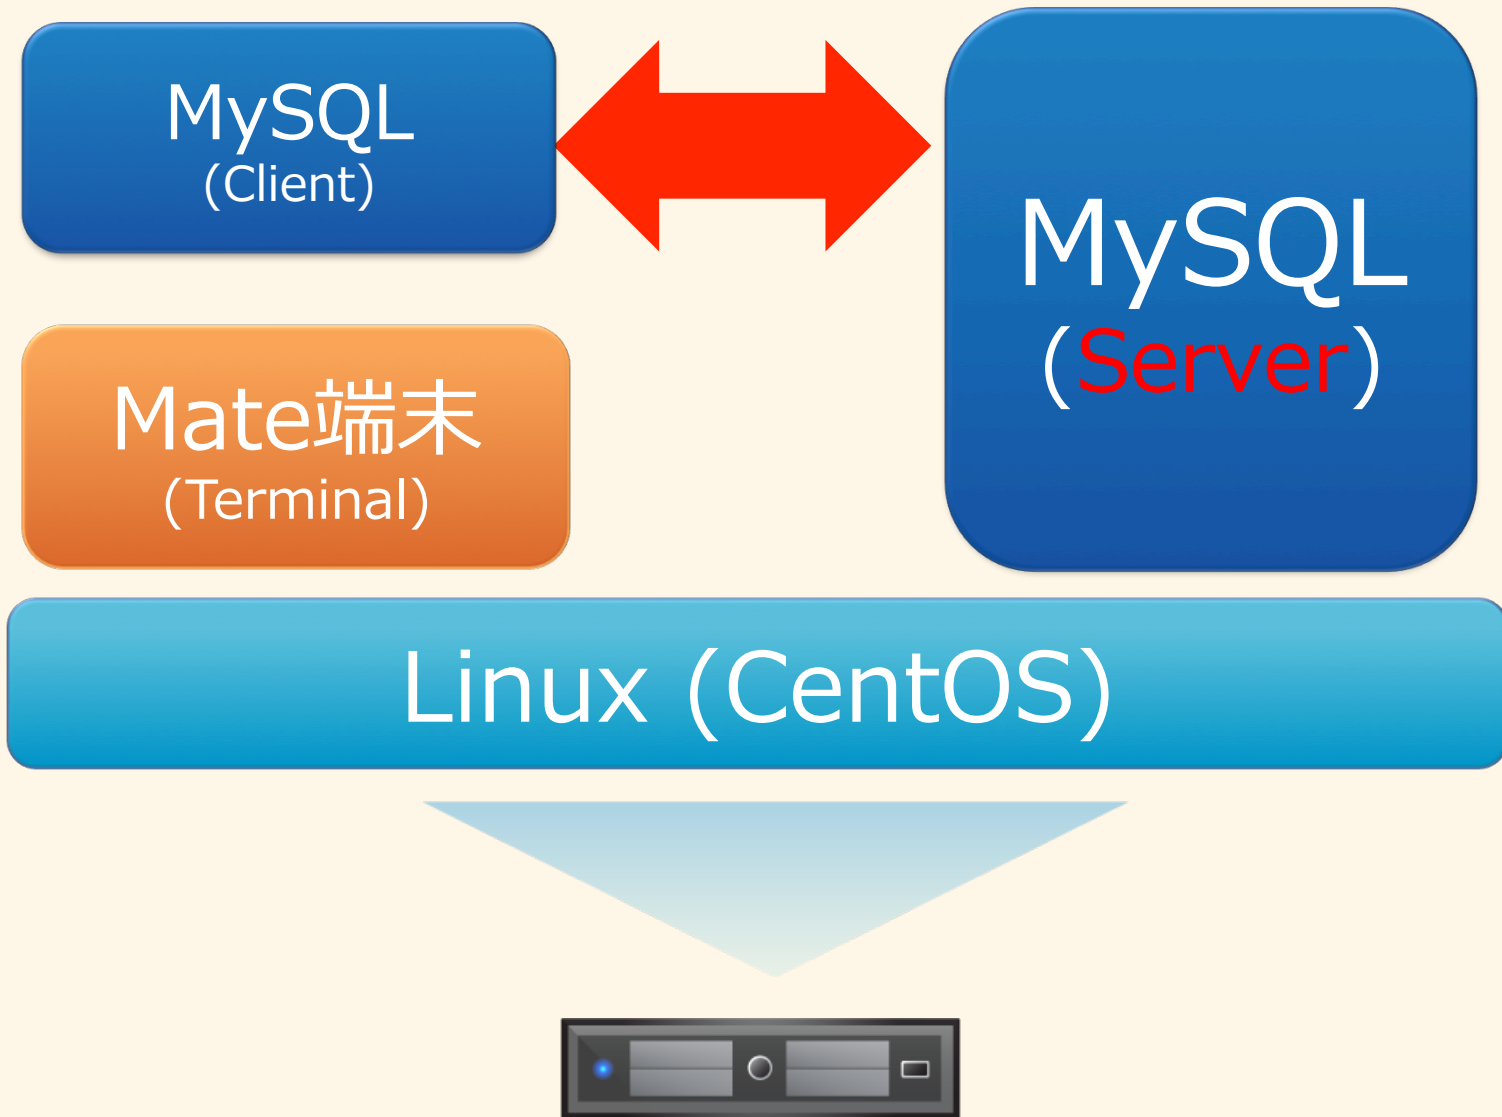 MySQL
(Client)
MySQL
(Server)
Mate端末
(Terminal)
Linux (CentOS)